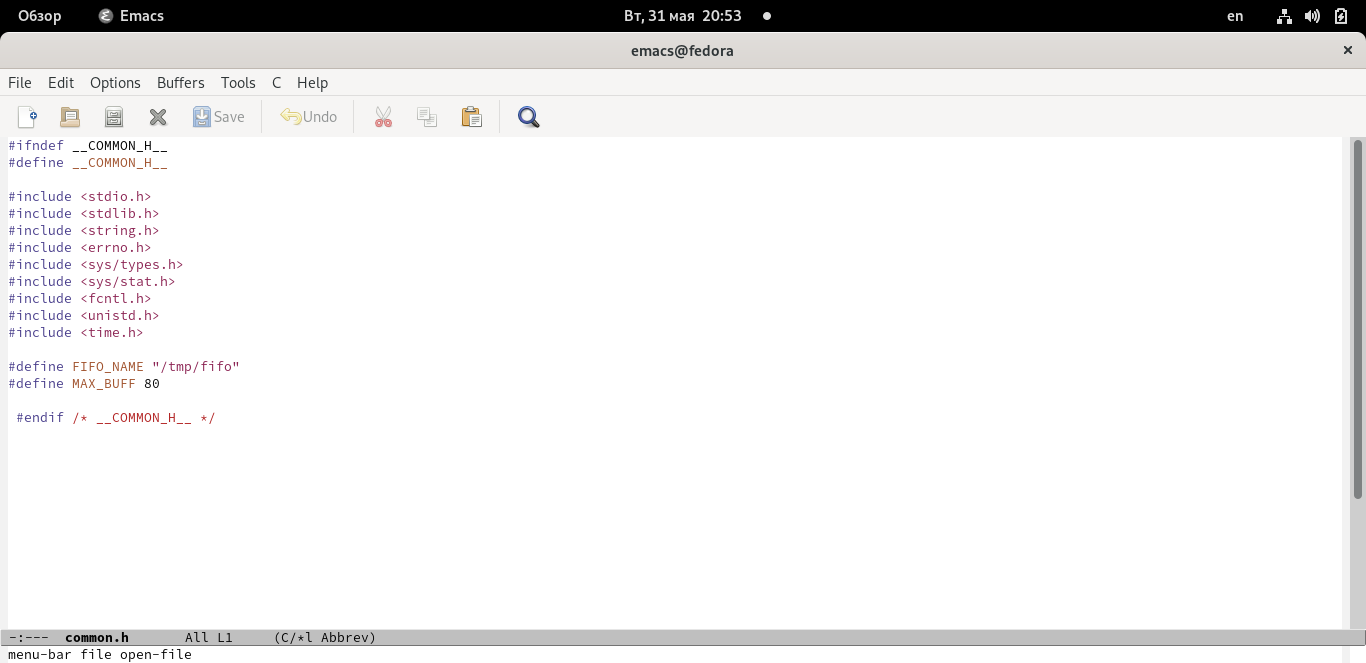 Обзор Emacs Вт, 31 мая 20:53 en
emacs@fedora
File Edit Options Buffers Tools C Help
Save Undo
#ifndef __COMMON_H__
#define __COMMON_H__
#include <stdio.h>
#include <stdlib.h>
#include <string.h>
#include <errno.h>
#include <sys/types.h>
#include <sys/stat.h>
#include <fcntl.h>
#include <unistd.h>
#include <time.h>
#define FIFO_NAME "/tmp/fifo"
#define MAX_BUFF 80
#endif /* __COMMON_H__ */
-:--- common.h All L1 (C/*l Abbrev)
menu-bar file open-file